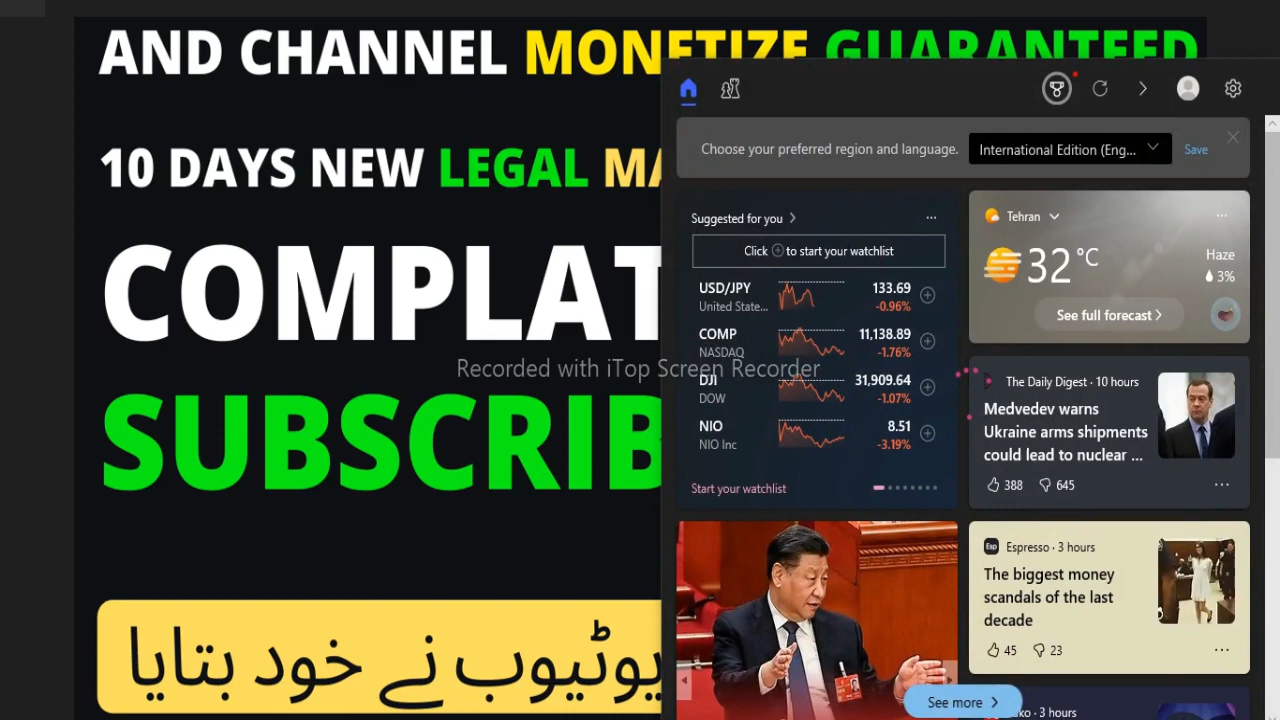 AND CHANNEL MONETIZE GUARANTEED
10 DAYS NEW LEGAL
COMPLAT
SUBSCRIB
یوٹیوب نے خود بتایا
Recorded with iTop Screen Recorder
Choose your preferred region and language.
International Edition (Eng...
Save
Suggested for you
Click + to start your watchlist
USD/JPY 133.69
United State... -0.96%
COMP 11,138.89
NASDAQ -1.76%
DJI 31,909.64
DOW -1.07%
NIO 8.51
NIO Inc -3.19%
Start your watchlist
Tehran
32 °C
Haze
3%
See full forecast
The Daily Digest · 10 hours
Medvedev warns
Ukraine arms shipments
could lead to nuclear ...
388 645
Esp Espresso · 3 hours
The biggest money
scandals of the last
decade
45 23
See more
3 hours